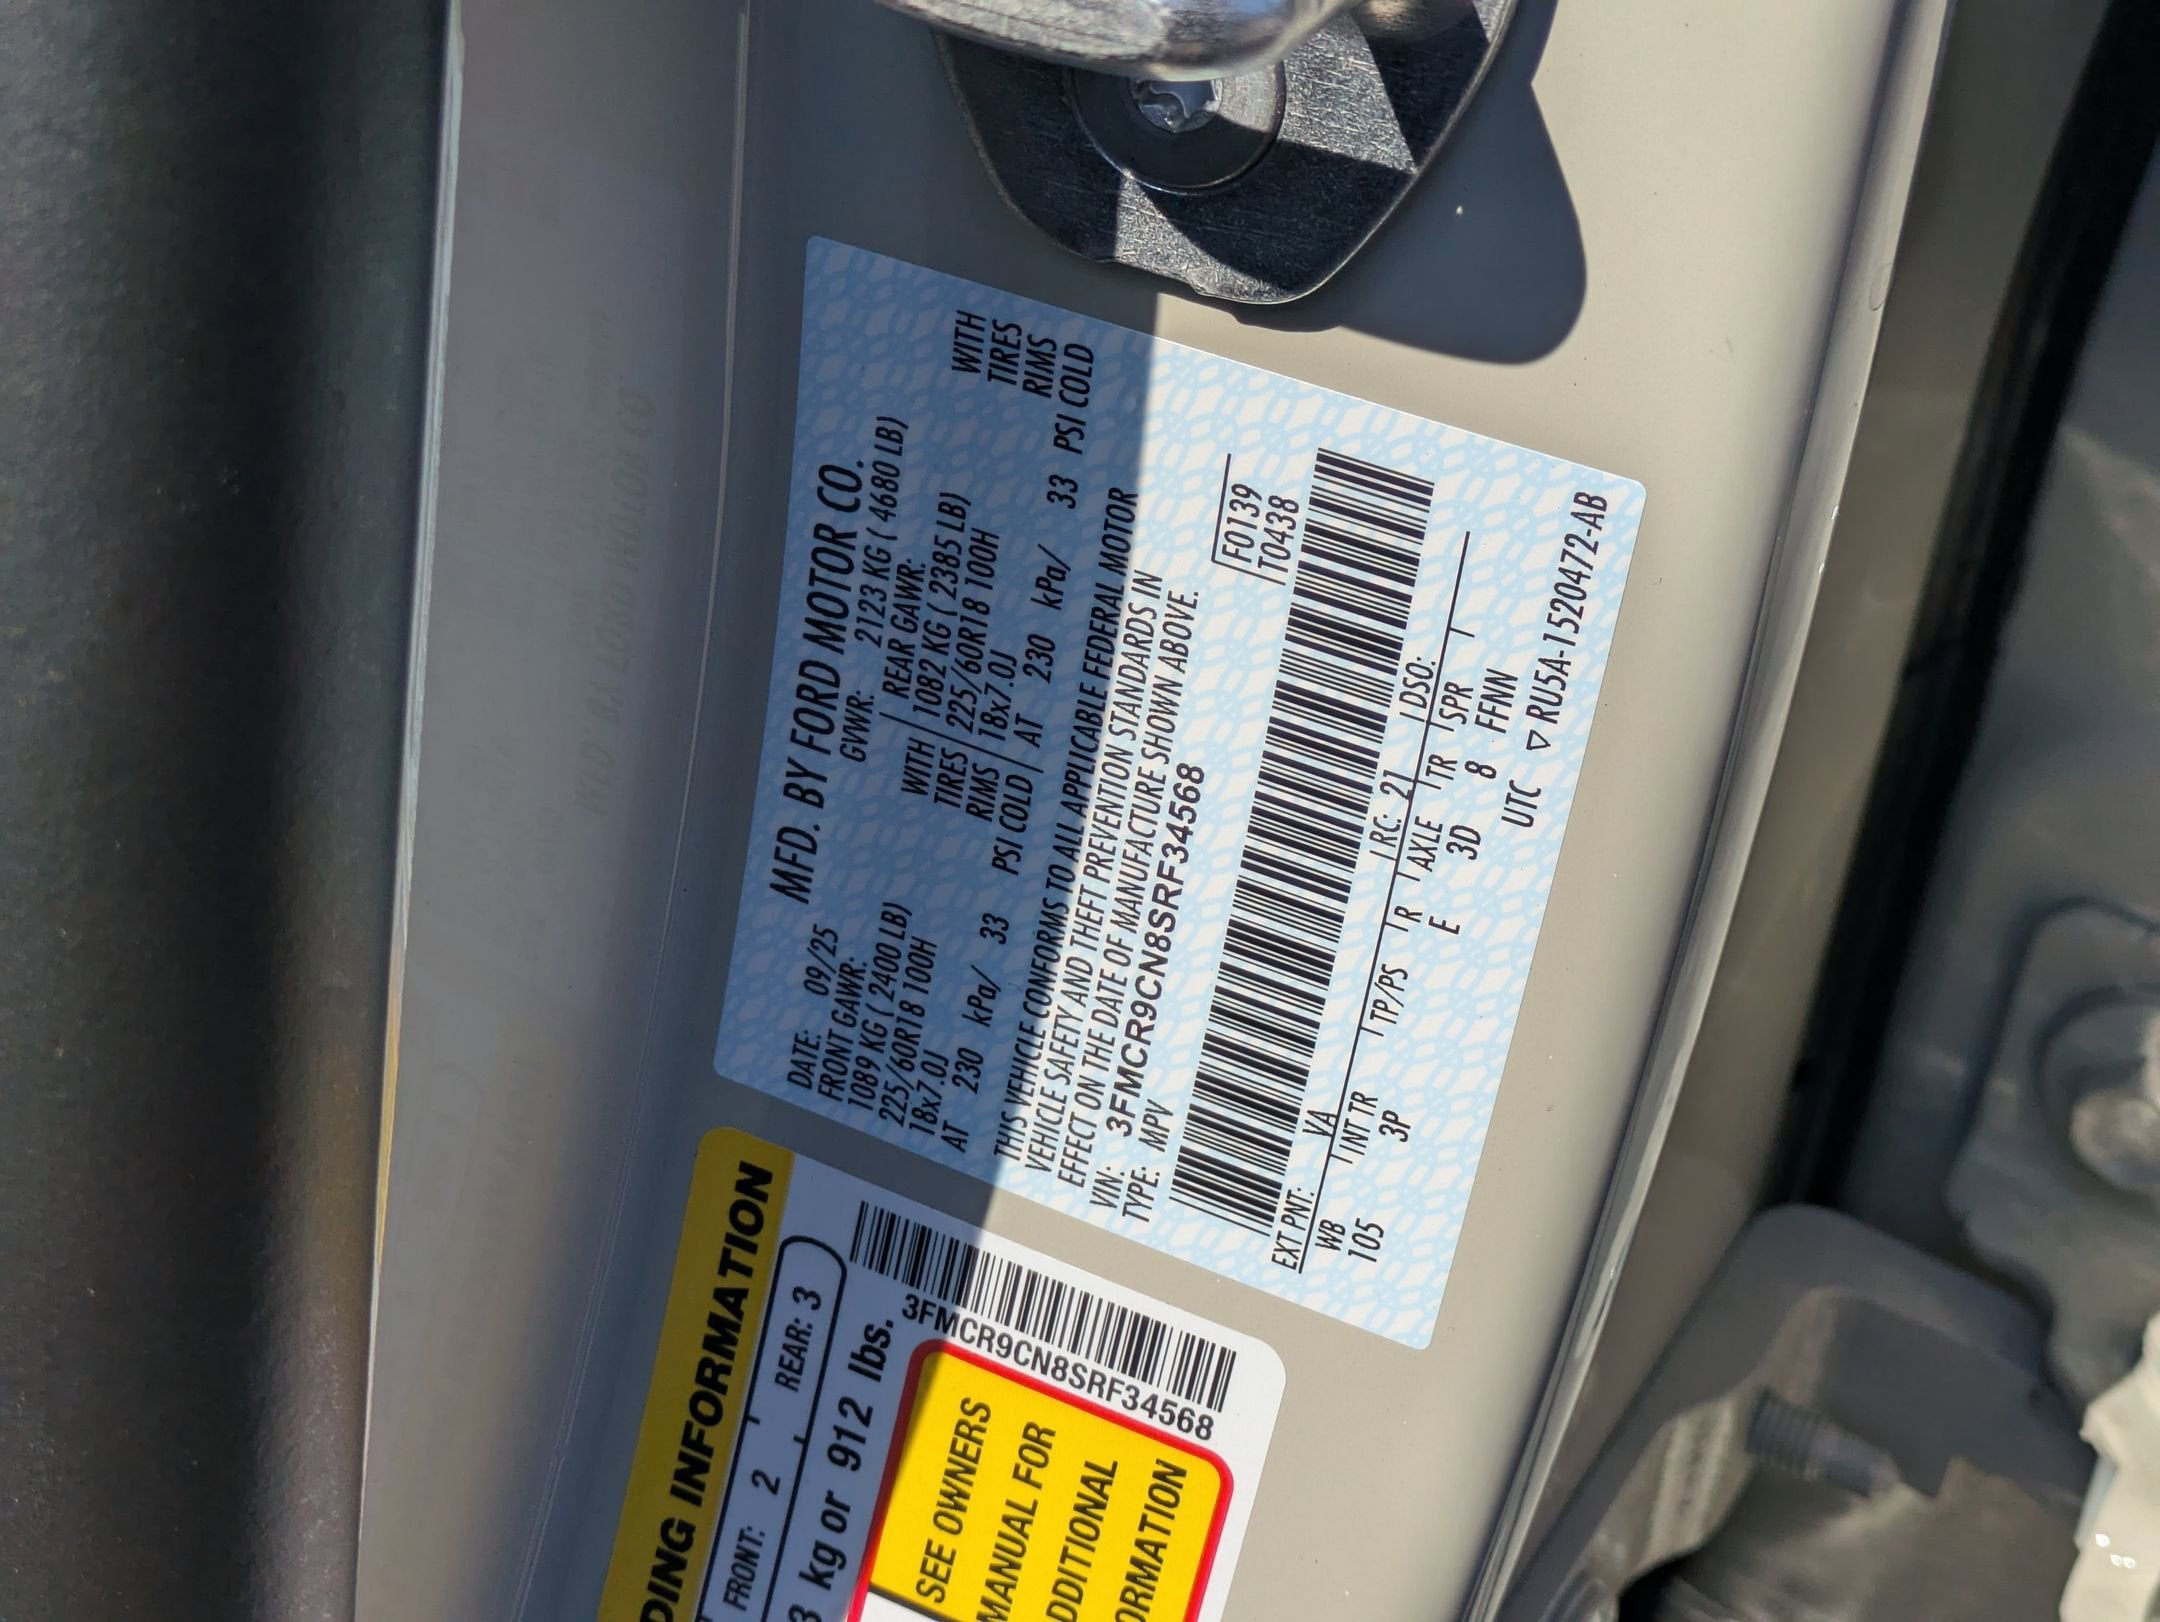 MFD. BY FORD MOTOR CO.
DATE: 09/25 GVWR: 2123 KG ( 4680 LB)
FRONT GAWR: REAR GAWR:
1089 KG ( 2400 LB) WITH 1082 KG ( 2385 LB) WITH
225/60R18 100H TIRES 225/60R18 100H TIRES
18x7.0J RIMS 18x7.0J RIMS
AT 230 kPa/ 33 PSI COLD AT 230 kPa/ 33 PSI COLD
THIS VEHICLE CONFORMS TO ALL APPLICABLE FEDERAL MOTOR
VEHICLE SAFETY AND THEFT PREVENTION STANDARDS IN
EFFECT ON THE DATE OF MANUFACTURE SHOWN ABOVE.
VIN: 3FMCR9CN8SRF34568 F0139
TYPE: MPV T0438
EXT PNT: YA RC: 21 DSO:
WB INT TR TP/PS R AXLE TR SPR
105 3P E 3D 8 FFNN
UTC ▽ RU5A-1520472-AB
DING INFORMATION
FRONT: 2 REAR: 3
kg or 912 lbs.
3FMCR9CN8SRF34568
SEE OWNERS
MANUAL FOR
DDITIONAL
ORMATION